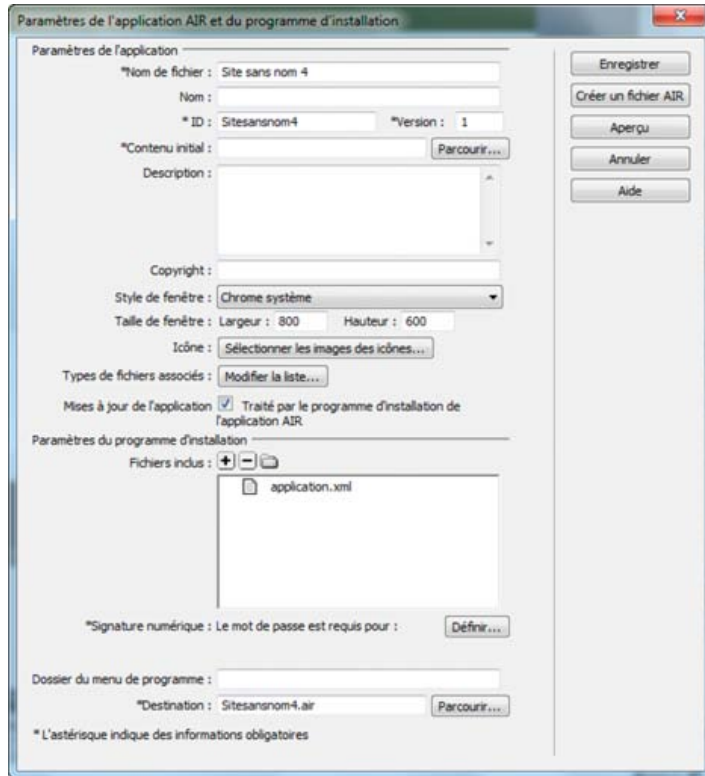 Paramètres de l'application AIR et du programme d'installation
Paramètres de l'application
*Nom de fichier : Site sans nom 4
Nom :
* ID : Sitesansnom4 *Version : 1
*Contenu initial : Parcourir...
Description :
Copyright :
Style de fenêtre : Chrome système
Taille de fenêtre : Largeur : 800 Hauteur : 600
Icône : Sélectionner les images des icônes...
Types de fichiers associés : Modifier la liste...
Mises à jour de l'application Traité par le programme d'installation de
l'application AIR
Paramètres du programme d'installation
Fichiers inclus :
application.xml
*Signature numérique : Le mot de passe est requis pour : Définir...
Dossier du menu de programme :
*Destination : Sitesansnom4.air Parcourir...
* L'astérisque indique des informations obligatoires
Enregistrer
Créer un fichier AIR
Aperçu
Annuler
Aide